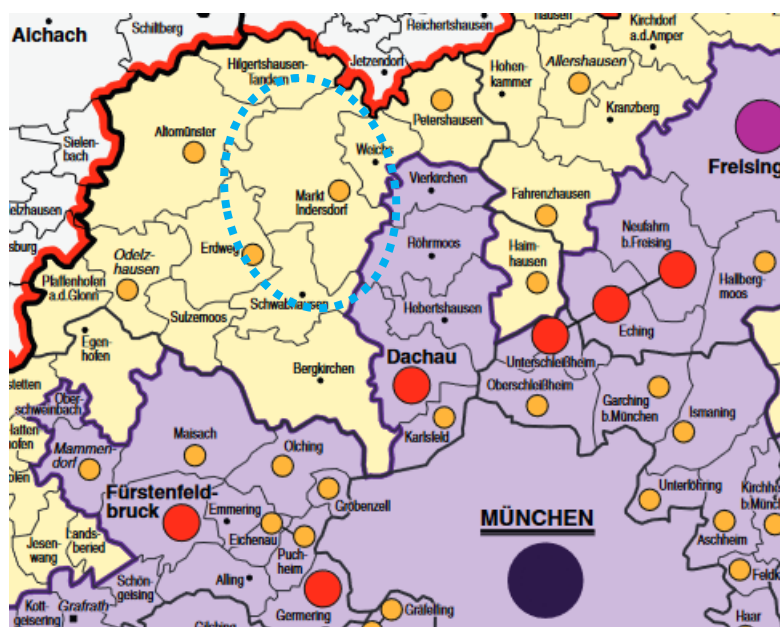 Aichach
Schiltberg
Reichertshausen
hausen
Kirchdorf
a.d.Amper
Hilgertshausen-
Tandern
Jetzendorf
Hohen-
kammer
Allershausen
Altomünster
Petershausen
Kranzberg
Sielen-
bach
Weichs
Freising
Vierkirchen
Markt
Indersdorf
Fahrenzhausen
Neufahrn
b.Freising
Odelz-
hausen
Erdweg
Röhrmoos
Haim-
hausen
Hallberg-
moos
Pfaffenhofen
a.d.Glonn
Schwabhausen
Hebertshausen
Eching
Sulzemoos
Egen-
hofen
Bergkirchen
Dachau
Unterschleißheim
Oberschleißheim
Garching
b.München
Ismaning
Ober-
schweinbach
Karlsfeld
Maisach
Olching
Mammen-
dorf
Gröbenzell
Unterföhring
Fürstenfeld-
bruck
Emmering
Eichenau
MÜNCHEN
Aschheim
Jesen-
wang
Lands-
beried
Puch-
heim
Schön-
geising
Alling
Germering
Kott-
geisering
Grafrath
Gräfelfing
Haar